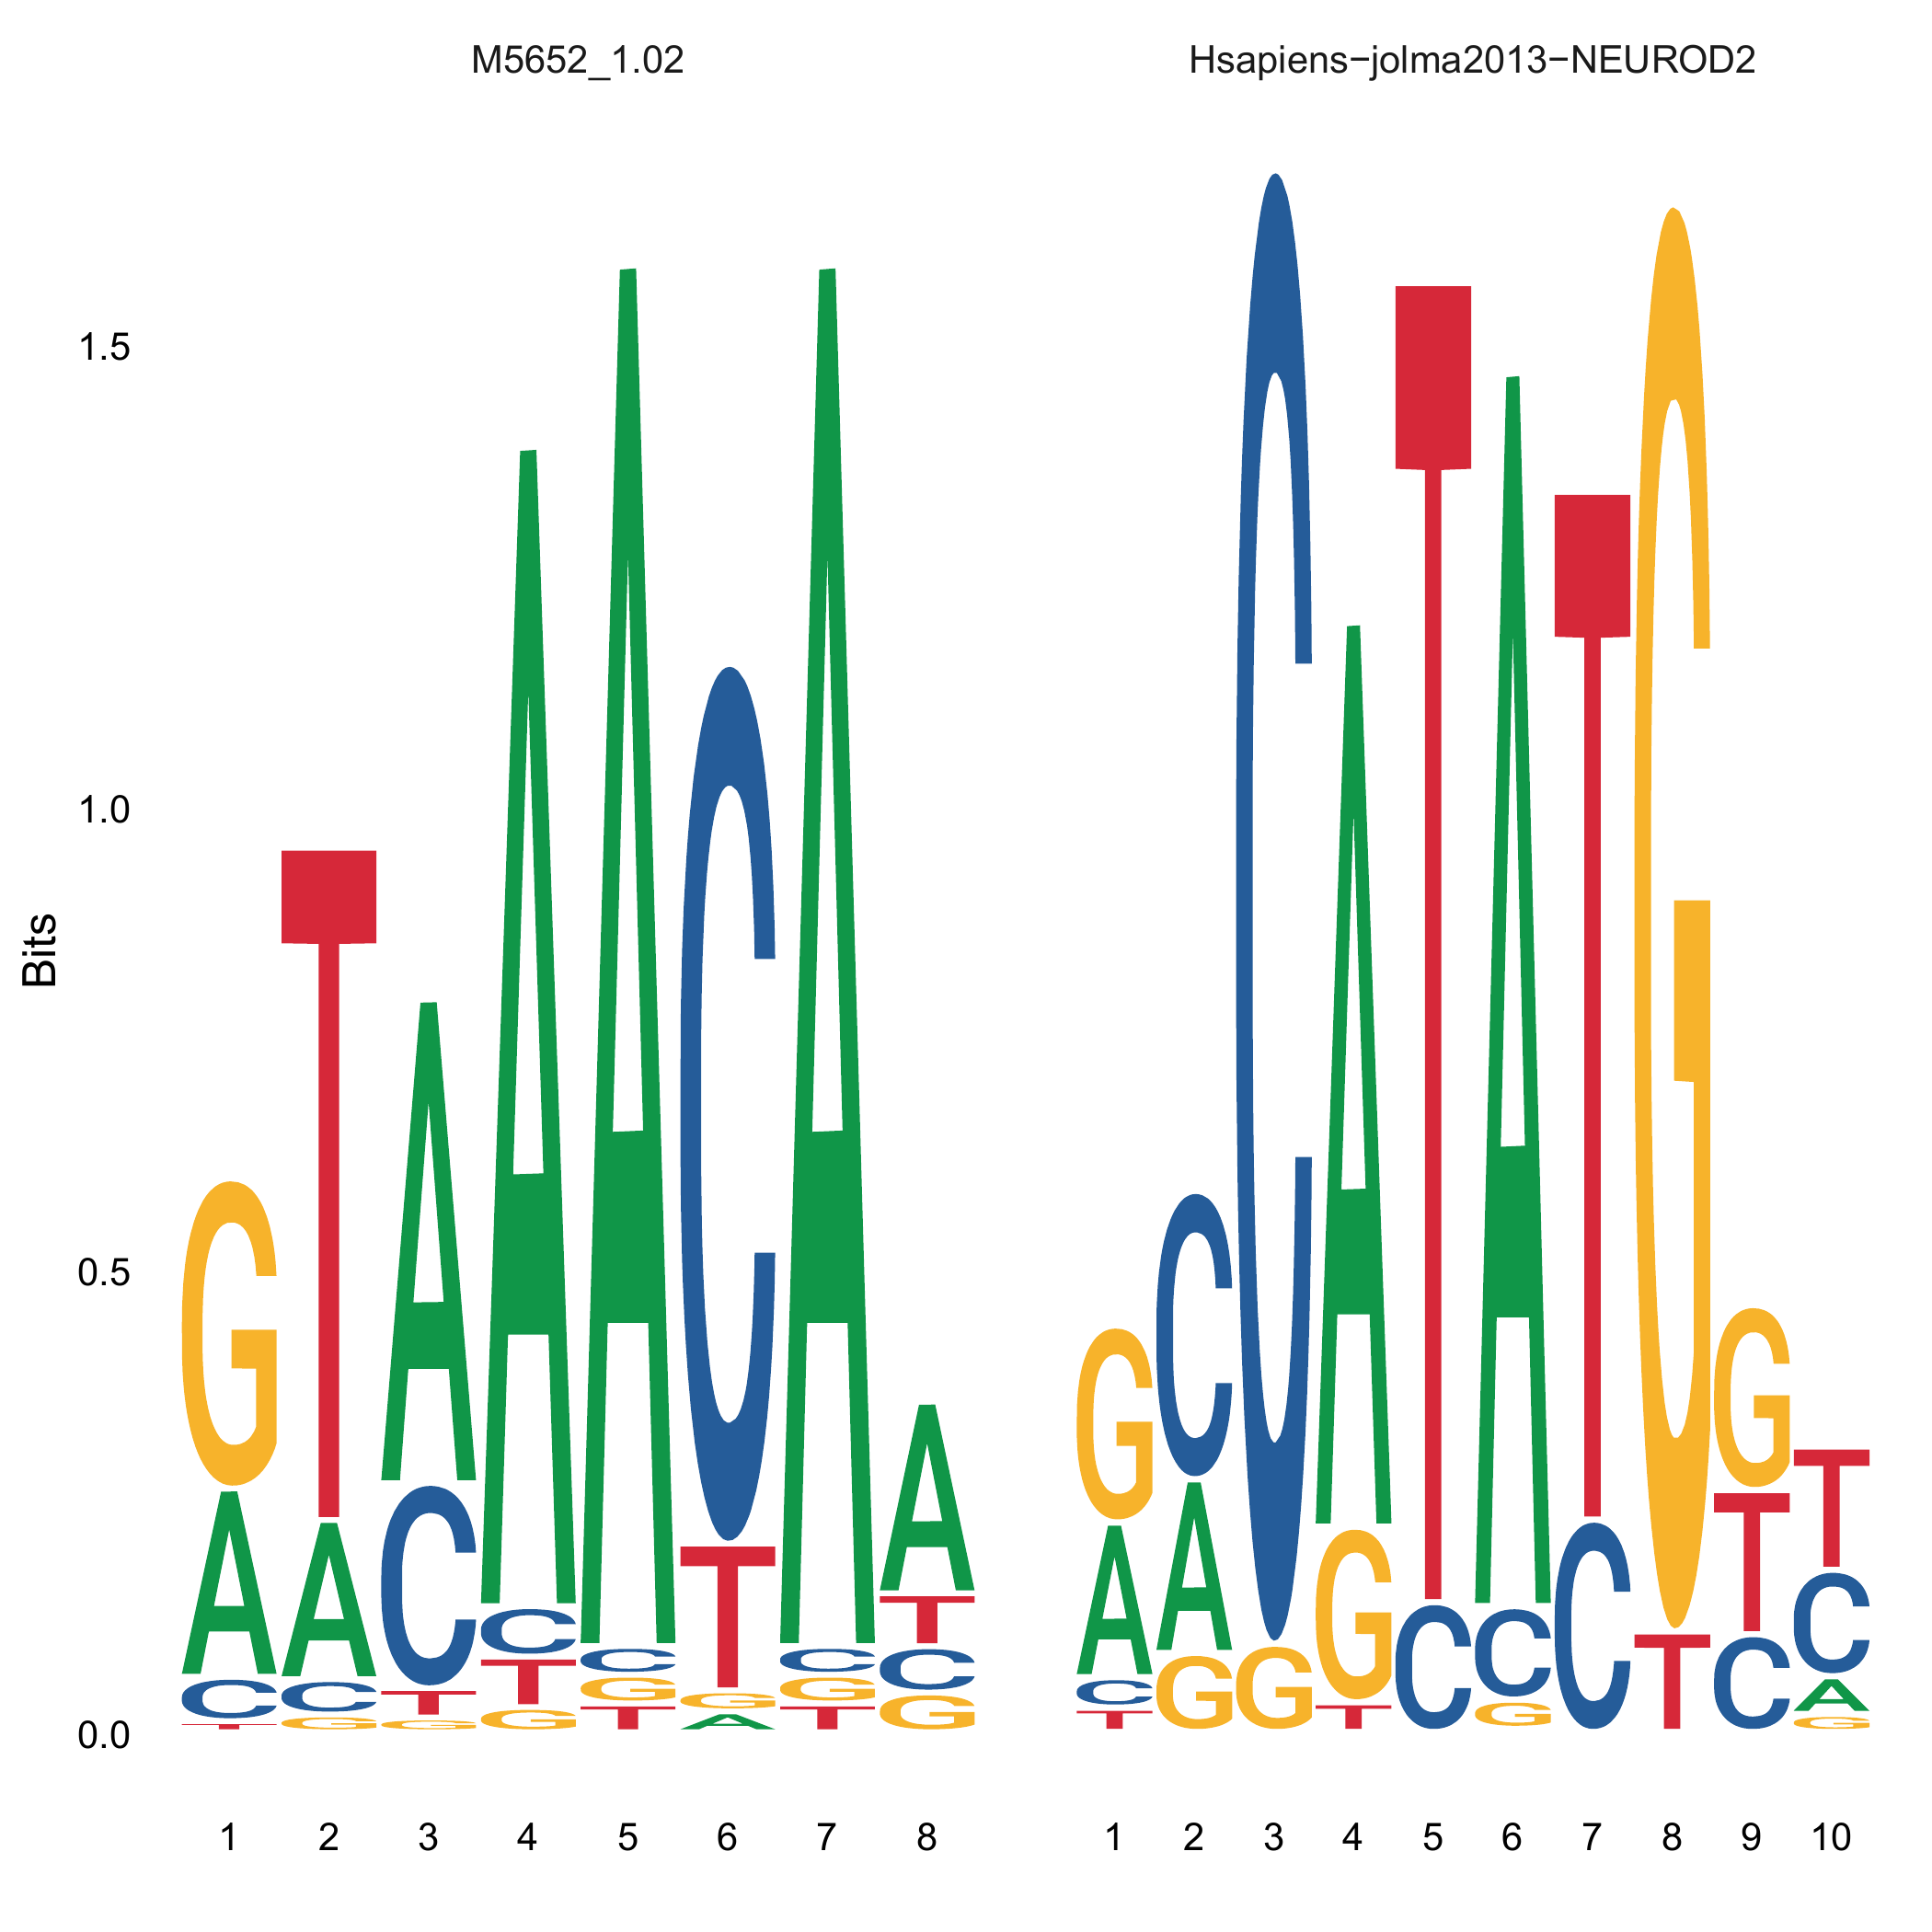 M5652_1.02 Hsapiens−jolma2013−NEUROD2
Bits
1.5
1.0
0.5
0.0
G T A A A C A A
A A C C C T C T
C C T T G G G C
T G G G T A T G
G C C A T A T G G T
A A G G C C C T T C
C G T G C A
T G
1 2 3 4 5 6 7 8 1 2 3 4 5 6 7 8 9 10